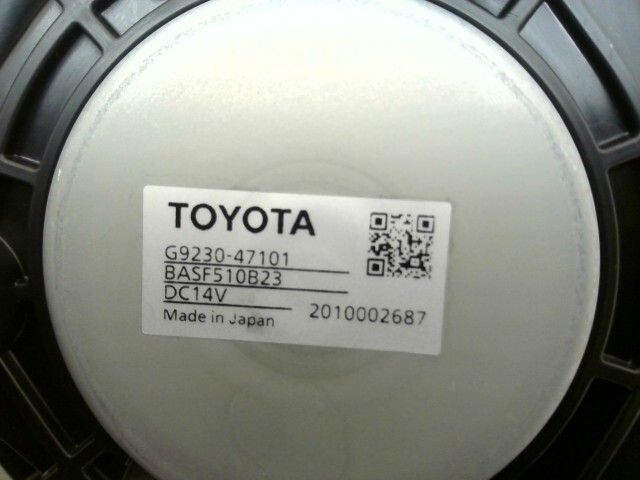 TOYOTA
G9230-47101
BASF510B23
DC14V
Made in Japan 2010002687